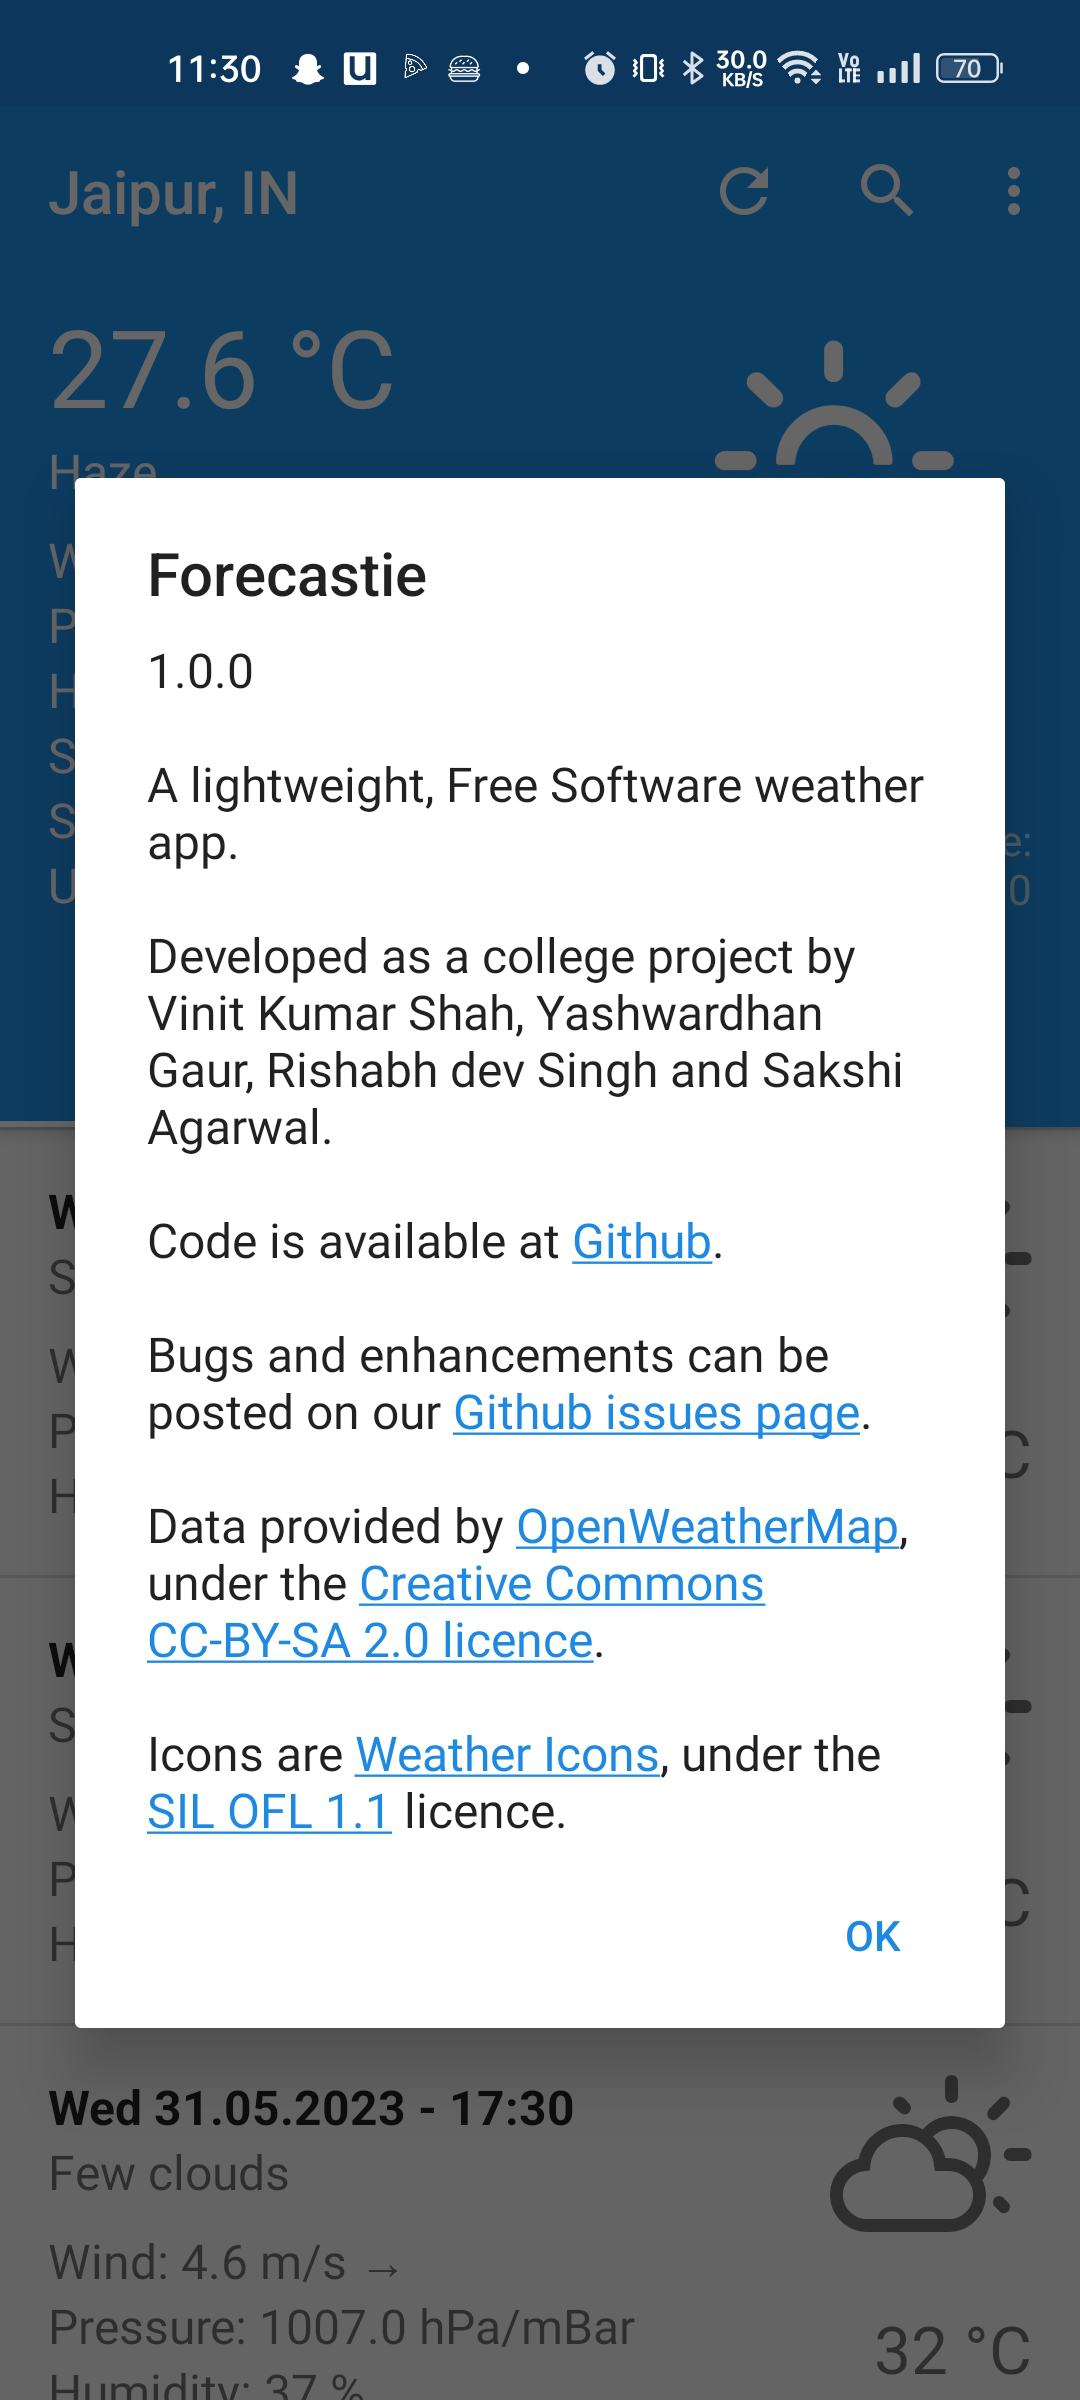 11:30 U 30.0 KB/S Vo LTE 70
Jaipur, IN
27.6 °C
Haze
W
P
H
S
S
U
e:
0
Forecastie
1.0.0
A lightweight, Free Software weather
app.
Developed as a college project by
Vinit Kumar Shah, Yashwardhan
Gaur, Rishabh dev Singh and Sakshi
Agarwal.
Code is available at Github.
Bugs and enhancements can be
posted on our Github issues page.
Data provided by OpenWeatherMap,
under the Creative Commons
CC-BY-SA 2.0 licence.
Icons are Weather Icons, under the
SIL OFL 1.1 licence.
OK
W
S
W
P
C
H
W
S
W
P
C
H
Wed 31.05.2023 - 17:30
Few clouds
Wind: 4.6 m/s →
Pressure: 1007.0 hPa/mBar
32 °C
Humidity: 37 %